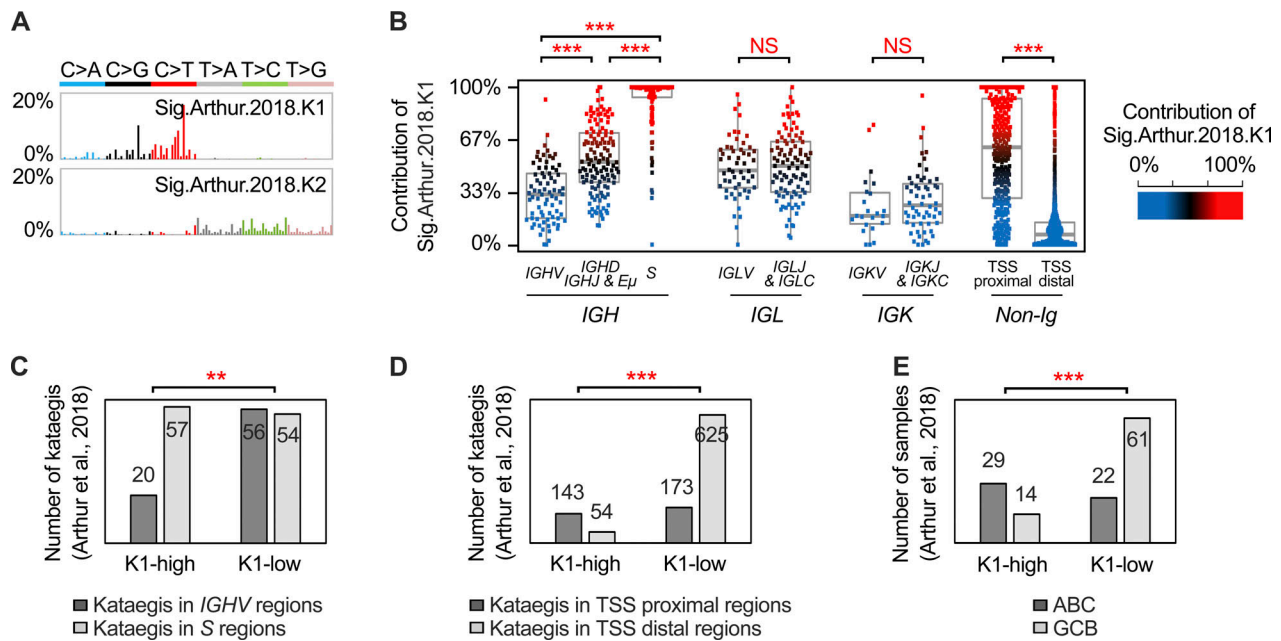 A
C>A C>G C>T T>A T>C T>G
20%
Sig.Arthur.2018.K1
0%
20%
Sig.Arthur.2018.K2
0%
B
Contribution of
Sig.Arthur.2018.K1
***
*** ***
NS
NS
***
100%
67%
33%
0%
IGHV
IGHD
IGHJ & Eμ
S
IGH
IGLV
IGLJ
& IGLC
IGL
IGKV
IGKJ
& IGKC
IGK
TSS
proximal
TSS
distal
Non-Ig
Contribution of
Sig.Arthur.2018.K1
0% 100%
C
Number of kataegis
(Arthur et al., 2018)
**
20
57
56
54
K1-high
K1-low
Kataegis in IGHV regions
Kataegis in S regions
D
Number of kataegis
(Arthur et al., 2018)
***
143
54
173
625
K1-high
K1-low
Kataegis in TSS proximal regions
Kataegis in TSS distal regions
E
Number of samples
(Arthur et al., 2018)
***
29
14
22
61
K1-high
K1-low
ABC
GCB